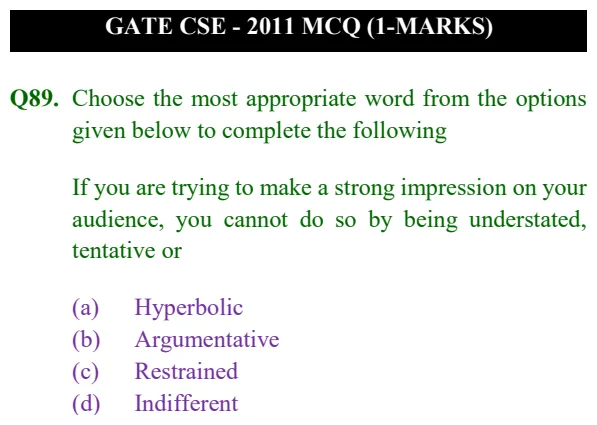 GATE CSE - 2011 MCQ (1-MARKS)
Q89. Choose the most appropriate word from the options
given below to complete the following
If you are trying to make a strong impression on your
audience, you cannot do so by being understated,
tentative or
(a) Hyperbolic
(b) Argumentative
(c) Restrained
(d) Indifferent